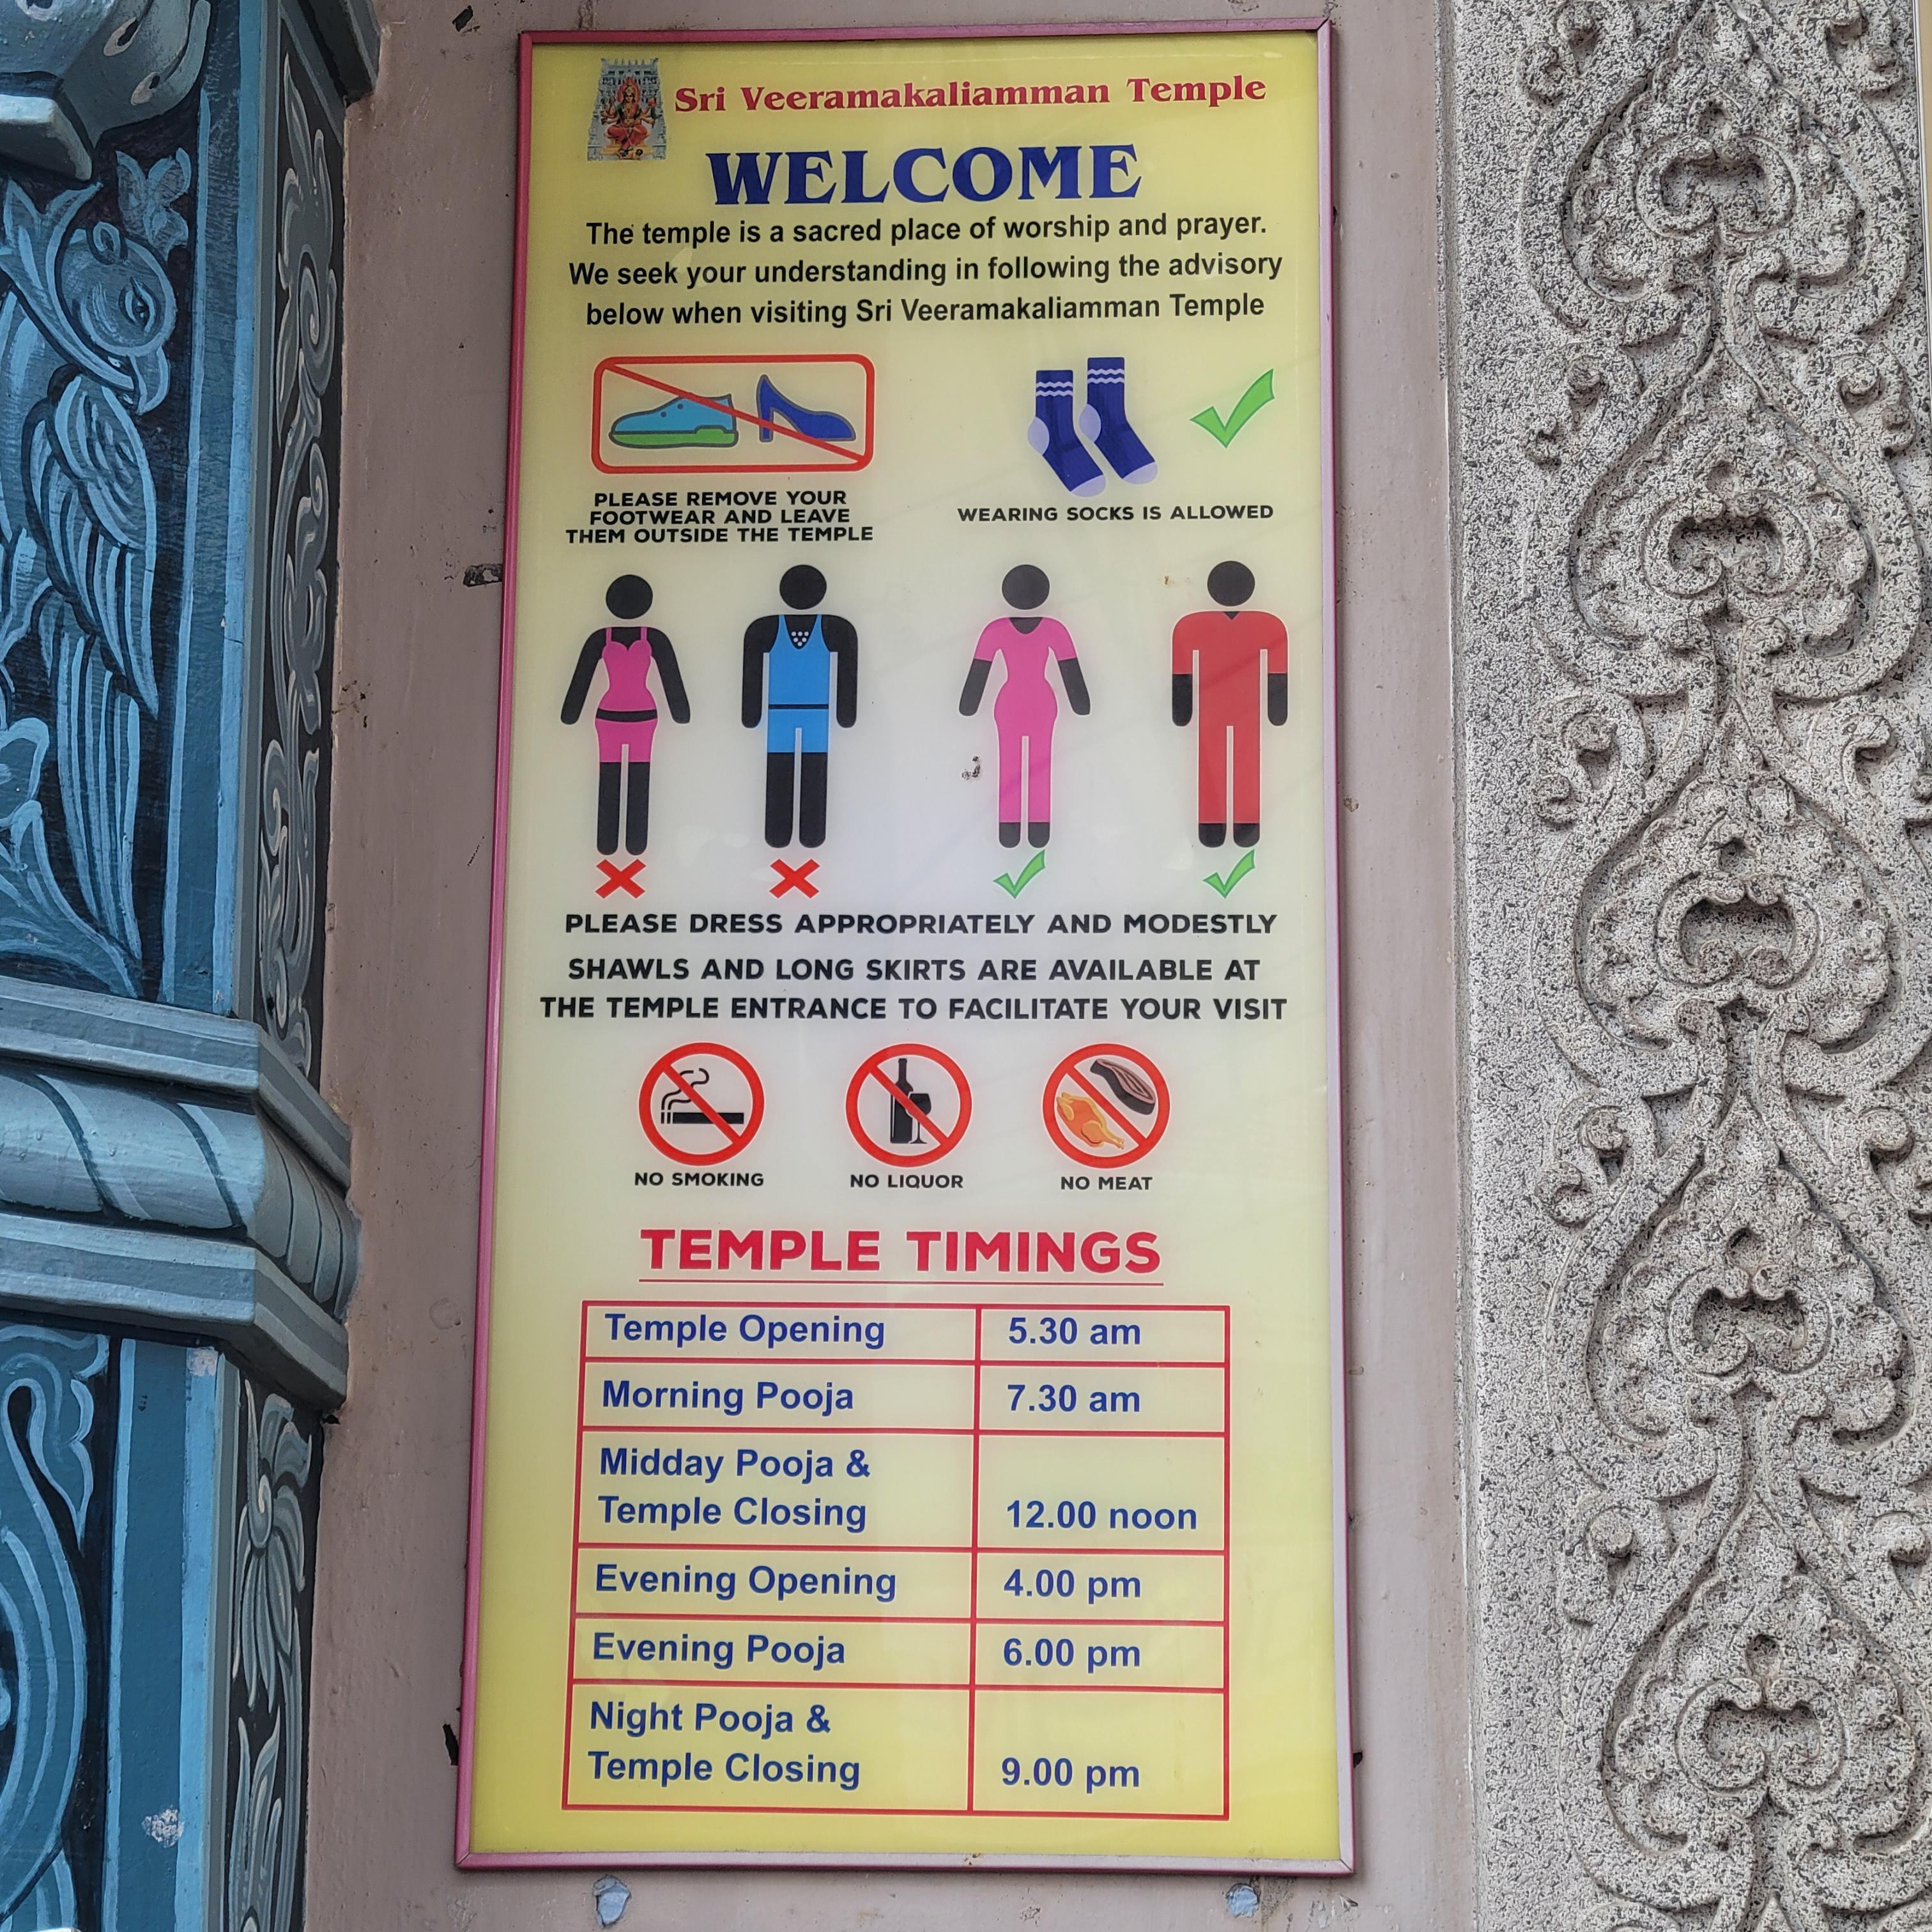 Sri Veeramakaliamman Temple
WELCOME
The temple is a sacred place of worship and prayer.
We seek your understanding in following the advisory
below when visiting Sri Veeramakaliamman Temple
PLEASE REMOVE YOUR
FOOTWEAR AND LEAVE
THEM OUTSIDE THE TEMPLE
WEARING SOCKS IS ALLOWED
PLEASE DRESS APPROPRIATELY AND MODESTLY
SHAWLS AND LONG SKIRTS ARE AVAILABLE AT
THE TEMPLE ENTRANCE TO FACILITATE YOUR VISIT
NO SMOKING
NO LIQUOR
NO MEAT
TEMPLE TIMINGS
Temple Opening 5.30 am
Morning Pooja 7.30 am
Midday Pooja &
Temple Closing 12.00 noon
Evening Opening 4.00 pm
Evening Pooja 6.00 pm
Night Pooja &
Temple Closing 9.00 pm